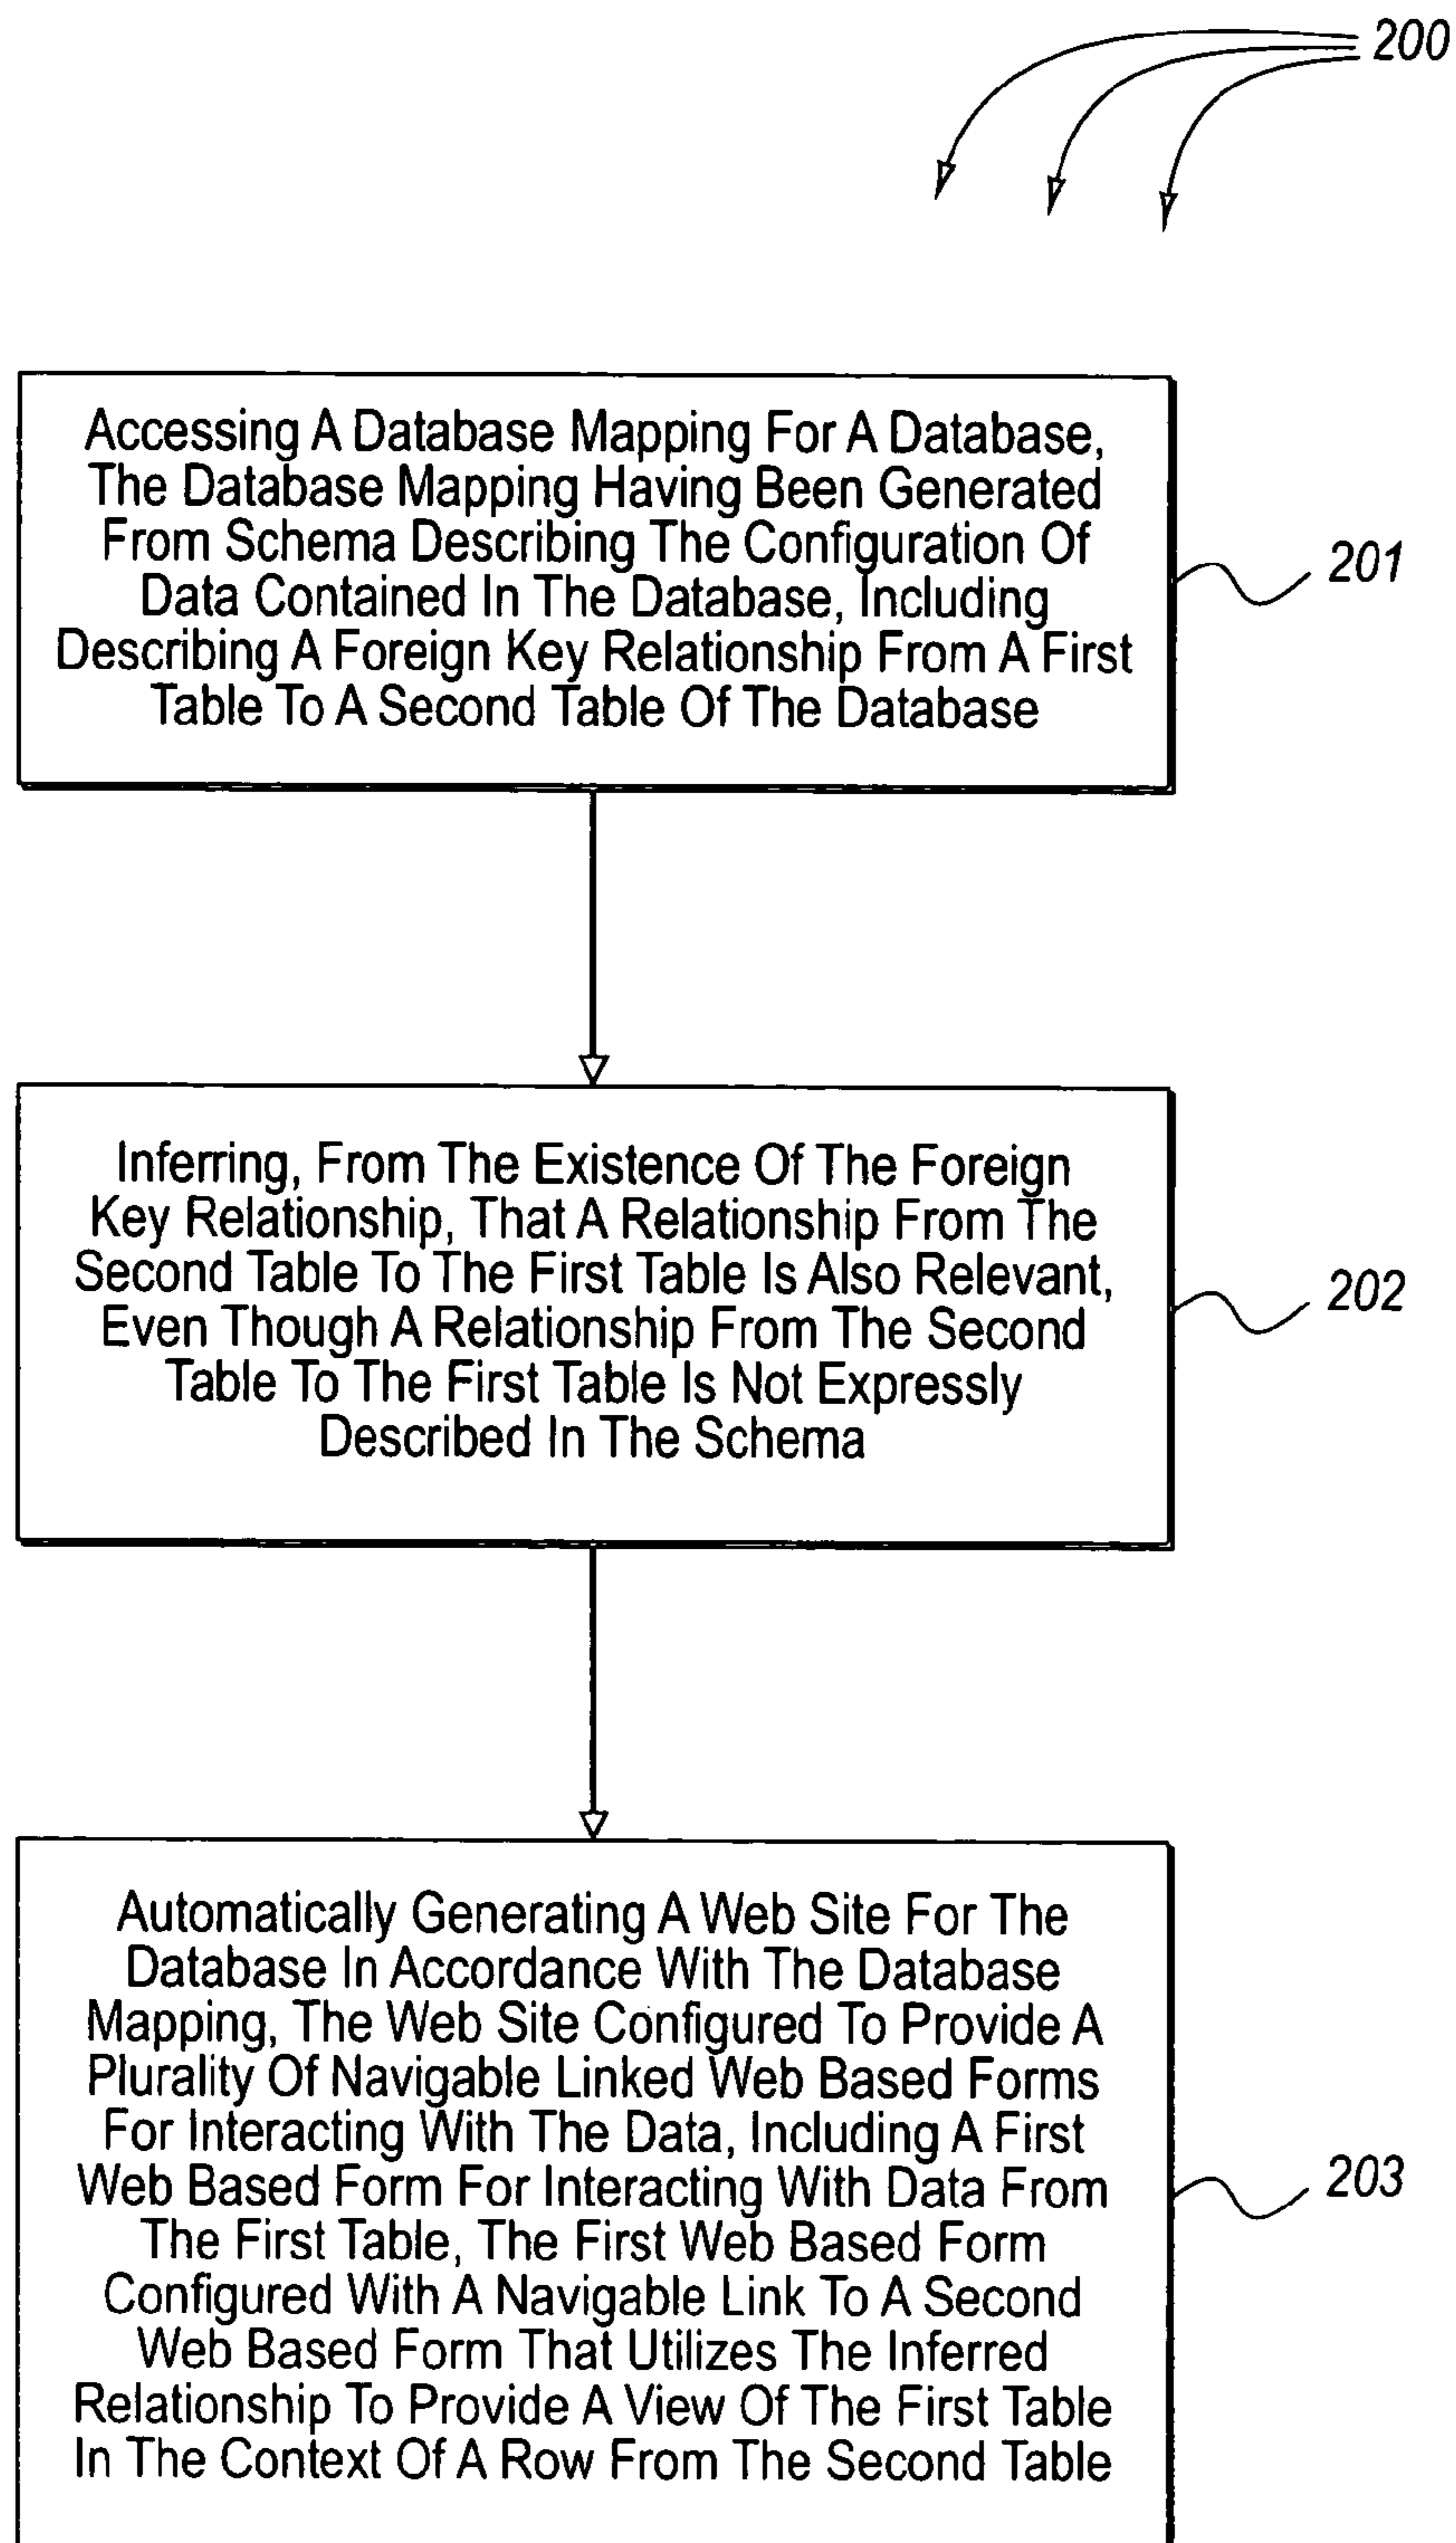 200
Accessing A Database Mapping For A Database,
The Database Mapping Having Been Generated
From Schema Describing The Configuration Of
Data Contained In The Database, Including
Describing A Foreign Key Relationship From A First
Table To A Second Table Of The Database
201
Inferring, From The Existence Of The Foreign
Key Relationship, That A Relationship From The
Second Table To The First Table Is Also Relevant,
Even Though A Relationship From The Second
Table To The First Table Is Not Expressly
Described In The Schema
202
Automatically Generating A Web Site For The
Database In Accordance With The Database
Mapping, The Web Site Configured To Provide A
Plurality Of Navigable Linked Web Based Forms
For Interacting With The Data, Including A First
Web Based Form For Interacting With Data From
The First Table, The First Web Based Form
Configured With A Navigable Link To A Second
Web Based Form That Utilizes The Inferred
Relationship To Provide A View Of The First Table
In The Context Of A Row From The Second Table
203